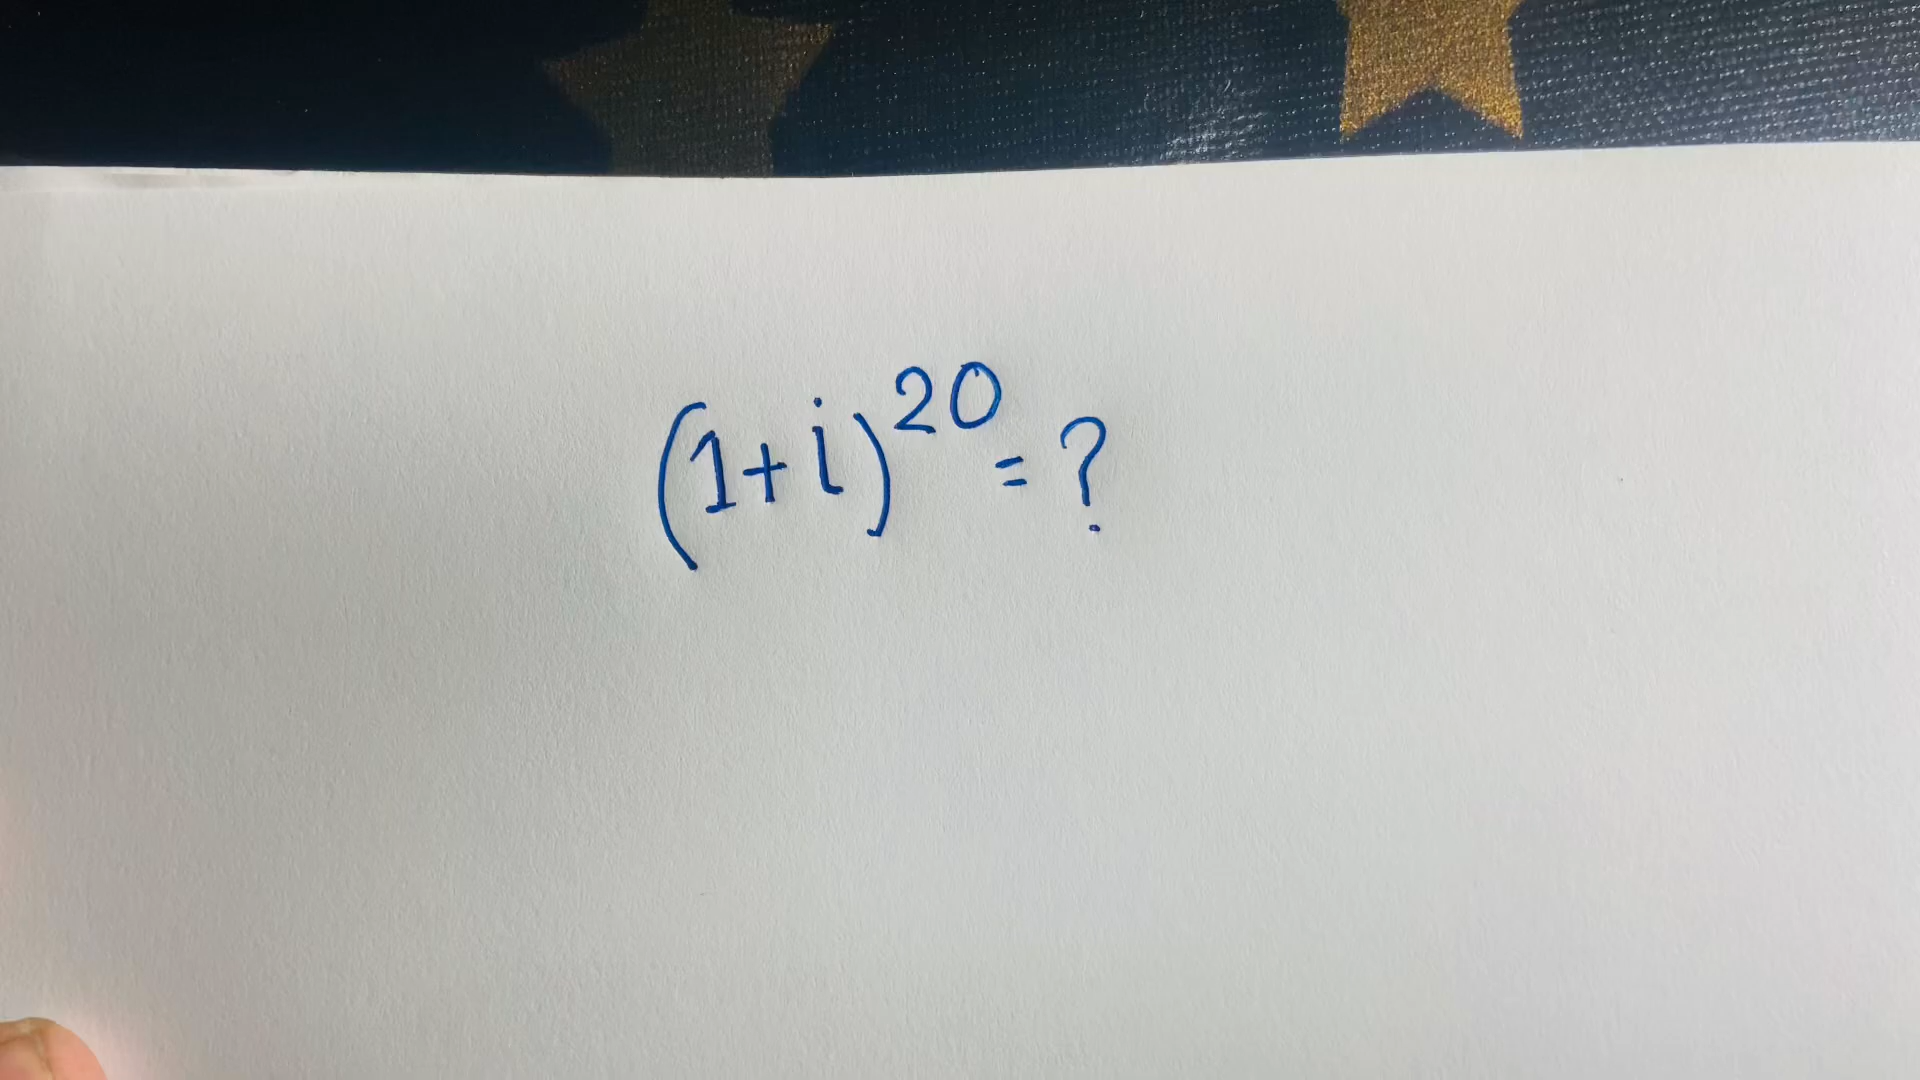 (1+i)²⁰ = ?